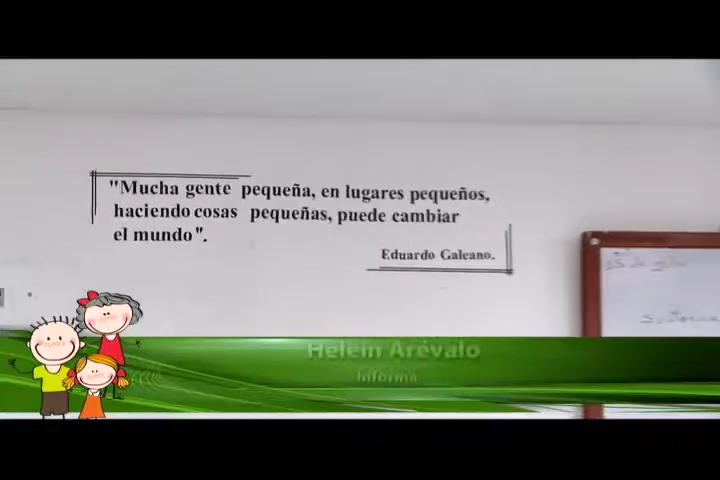 "Mucha gente pequeña, en lugares pequeños,
haciendo cosas pequeñas, puede cambiar
el mundo".
Eduardo Galeano.
Helein Arévalo
Informa